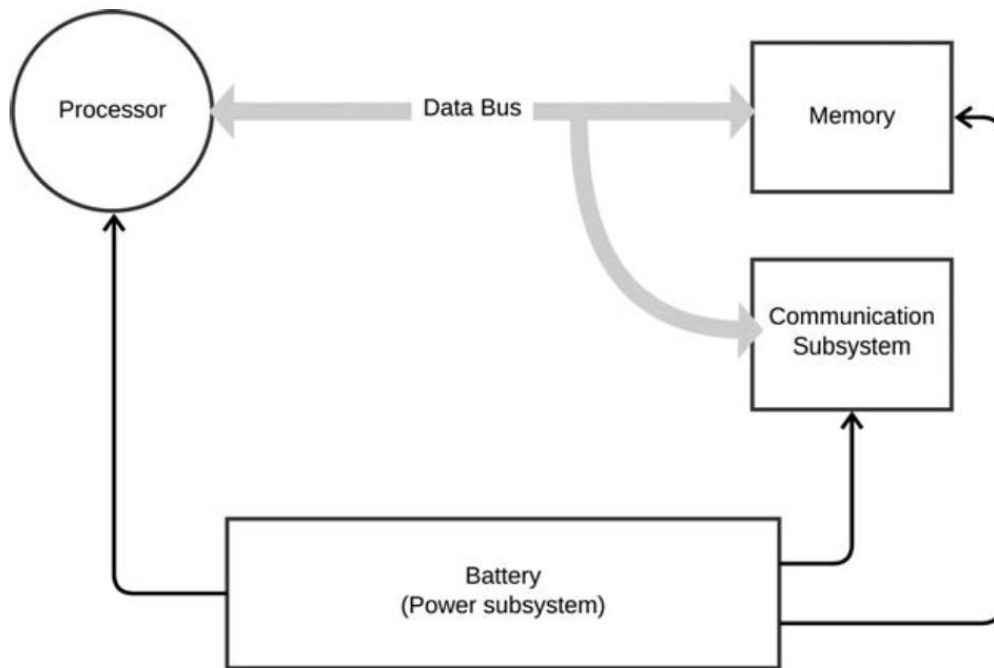 Processor
Data Bus
Memory
Communication
Subsystem
Battery
(Power subsystem)